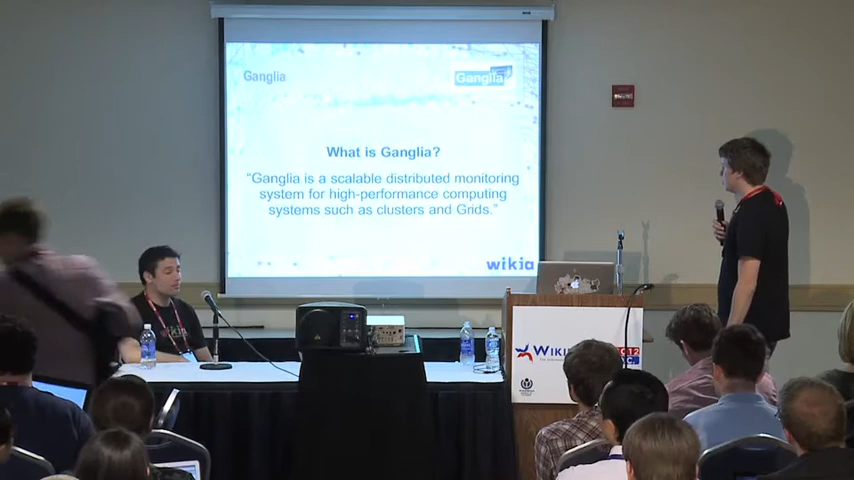 Ganglia
Ganglia
What is Ganglia?
"Ganglia is a scalable distributed monitoring
system for high-performance computing
systems such as clusters and Grids."
wikia